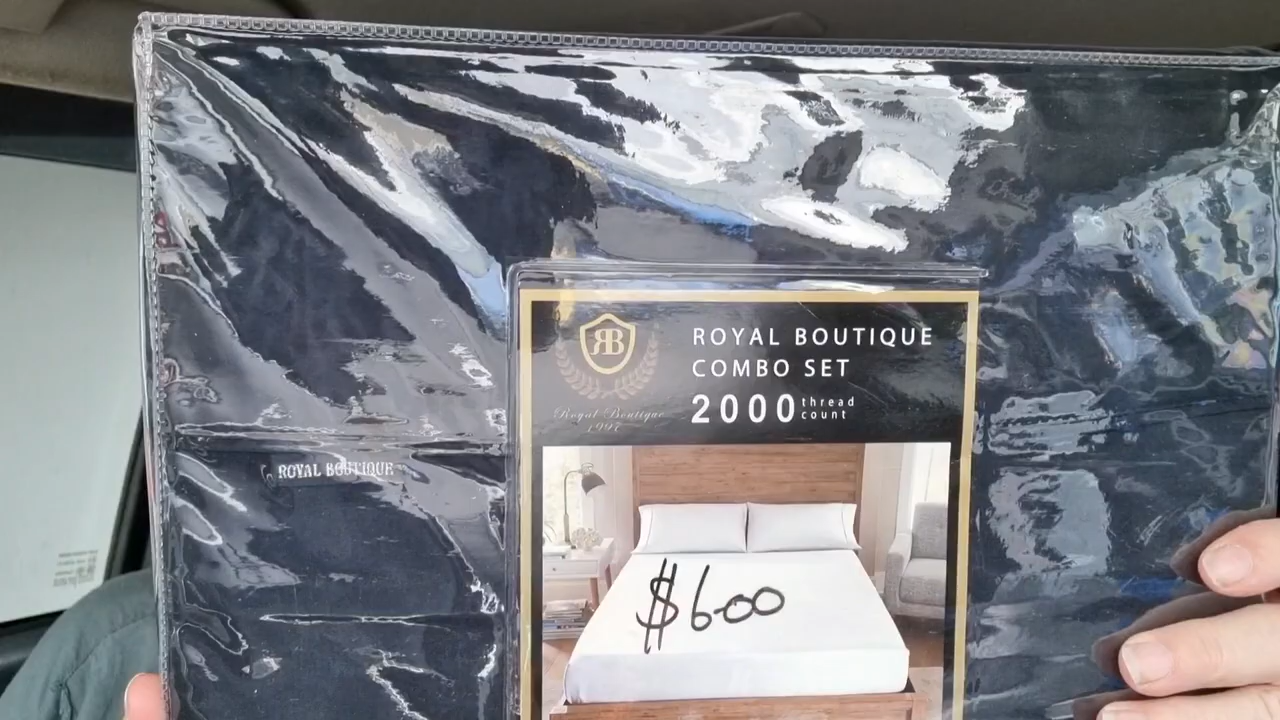 RB
Royal Boutique
1997
ROYAL BOUTIQUE
COMBO SET
2000 thread
count
ROYAL BOUTIQUE
$6-00